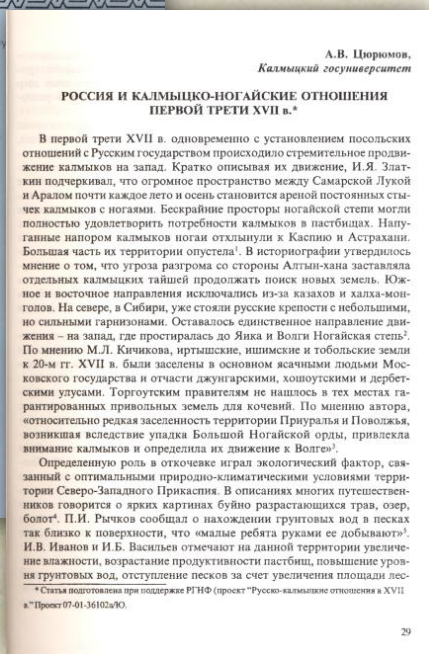 А.В. Цюрюмов,
Калмыцкий госуниверситет
РОССИЯ И КАЛМЫЦКО-НОГАЙСКИЕ ОТНОШЕНИЯ
ПЕРВОЙ ТРЕТИ XVII в.*
В первой трети XVII в. одновременно с установлением посольских
отношений с Русским государством происходило стремительное продви-
жение калмыков на запад. Кратко описывая их движение, И.Я. Злат-
кин подчеркивал, что огромное пространство между Самарской Лукой
и Аралом почти каждое лето и осень становится ареной постоянных сты-
чек калмыков с ногаями. Бескрайние просторы ногайской степи могли
полностью удовлетворить потребности калмыков в пастбищах. Напу-
ганные напором калмыков ногаи отхлынули к Каспию и Астрахани.
Большая часть их территории опустела¹. В историографии утвердилось
мнение о том, что угроза разгрома со стороны Алтын-хана заставляла
отдельных калмыцких тайшей продолжать поиск новых земель. Юж-
ное и восточное направления исключались из-за казахов и халха-мон-
голов. На севере, в Сибири, уже стояли русские крепости с небольшими,
но сильными гарнизонами. Оставалось единственное направление дви-
жения – на запад, где простиралась до Яика и Волги Ногайская степь².
По мнению М.Л. Кичикова, иртышские, ишимские и тобольские земли
к 20-м гг. XVII в. были заселены в основном ясачными людьми Мос-
ковского государства и отчасти джунгарскими, хошоутскими и дербет-
скими улусами. Торгоутским правителям не нашлось в тех местах га-
рантированных привольных земель для кочевий. По мнению автора,
«относительно редкая заселенность территории Приуралья и Поволжья,
возникшая вследствие упадка Большой Ногайской орды, привлекла
внимание калмыков и определила их движение к Волге»³.
Определенную роль в откочевке играл экологический фактор, свя-
занный с оптимальными природно-климатическими условиями терри-
тории Северо-Западного Прикаспия. В описаниях многих путешествен-
ников говорится о ярких картинах буйно разрастающихся трав, озер,
болот⁴. П.И. Рычков сообщал о нахождении грунтовых вод в песках
так близко к поверхности, что «малые ребята руками ее добывают»⁵.
И.В. Иванов и И.Б. Васильев отмечают на данной территории увеличе-
ние влажности, возрастание продуктивности пастбищ, повышение уров-
ня грунтовых вод, отступление песков за счет увеличения площади лес-
* Статья подготовлена при поддержке РГНФ (проект "Русско-калмыцкие отношения в XVII
в." Проект 07-01-36102а/Ю.
29